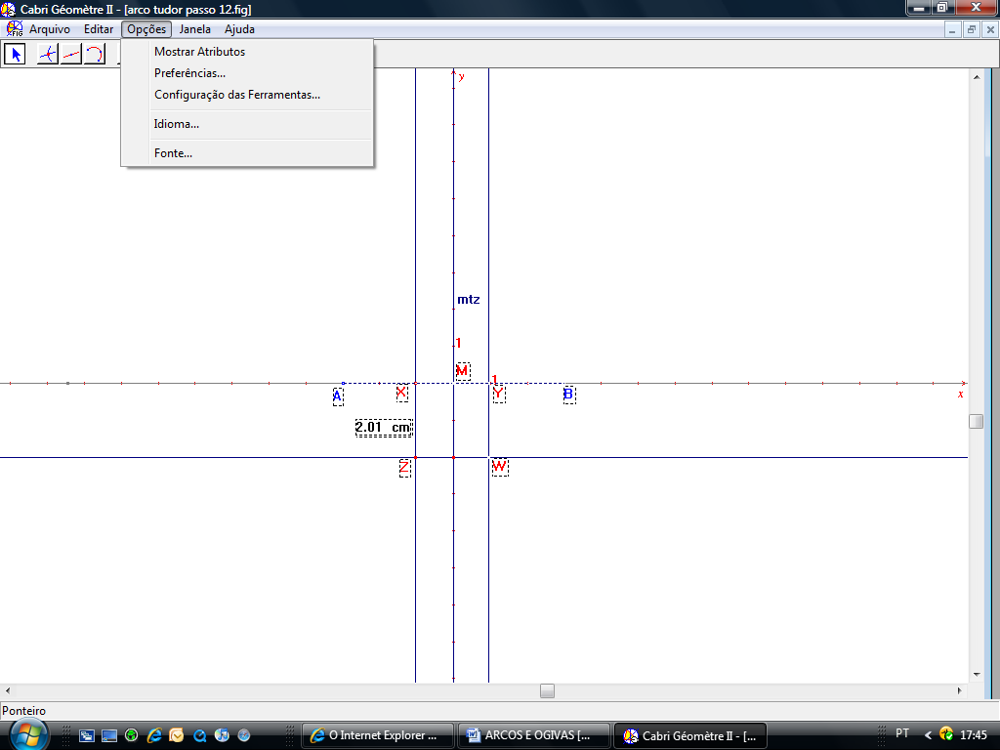 Cabri Géomètre II - [arco tudor passo 12.fig]
Arquivo Editar Opções Janela Ajuda
Mostrar Atributos
Preferências...
Configuração das Ferramentas...
Idioma...
Fonte...
y
mtz
1
M
1
A X Y B x
2.01 cm
Z W
Ponteiro
O Internet Explorer ... ARCOS E OGIVAS [... Cabri Géomètre II - [... PT < 17:45